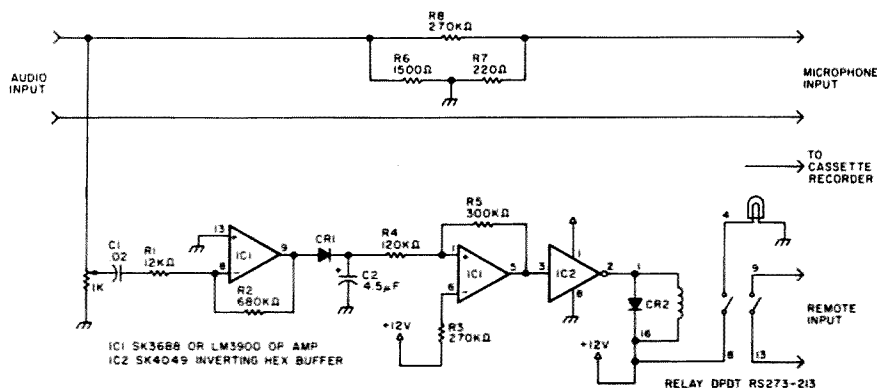 R8
270KΩ
R6
1500Ω
R7
220Ω
AUDIO
INPUT
MICROPHONE
INPUT
TO
CASSETTE
RECORDER
C1
.02
R1
12KΩ
1K
13
+
IC1
8
−
9
R2
680KΩ
CR1
+
C2
4.5μF
R4
120KΩ
R5
300KΩ
1
+
IC1
6
−
5
+12V
R3
270KΩ
3
IC2
1
8
2
1
CR2
16
+12V
4
9
8
13
REMOTE
INPUT
IC1 SK3688 OR LM3900 OP AMP
IC2 SK4049 INVERTING HEX BUFFER
RELAY DPDT RS273-213